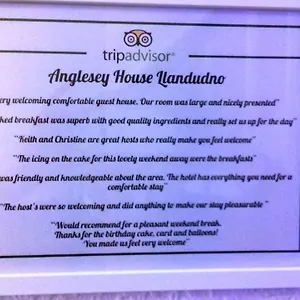 tripadvisor®
Anglesey House Llandudno
ery welcoming comfortable guest house. Our room was large and nicely presented"
ked breakfast was superb with good quality ingredients and really set us up for the day"
"Keith and Christine are great hosts who really make you feel welcome"
"The icing on the cake for this lovely weekend away were the breakfasts"
was friendly and knowledgeable about the area. The hotel has everything you need for a
comfortable stay"
"The host's were so welcoming and did anything to make our stay pleasurable "
"Would recommend for a pleasant weekend break.
Thanks for the birthday cake, card and balloons!
You made us feel very welcome"